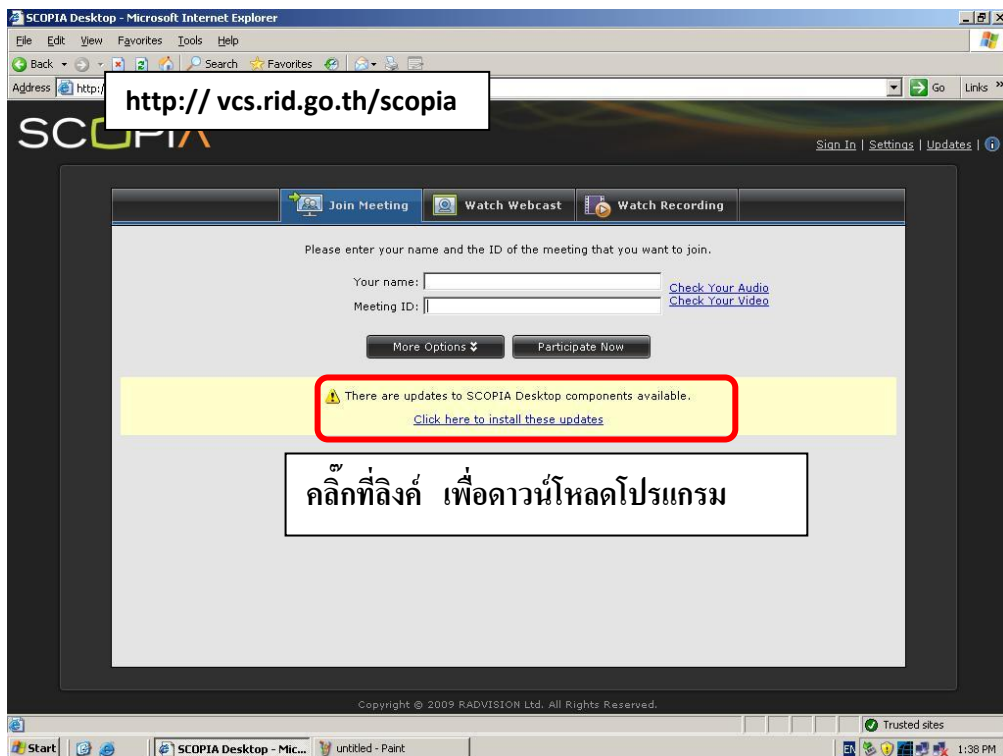 SCOPIA Desktop - Microsoft Internet Explorer
File Edit View Favorites Tools Help
Back Search Favorites
Address http:/ Go Links »
http:// vcs.rid.go.th/scopia
SCOPIA
Sign In | Settings | Updates |
Join Meeting Watch Webcast Watch Recording
Please enter your name and the ID of the meeting that you want to join.
Your name:
Check Your Audio
Meeting ID:
Check Your Video
More Options Participate Now
There are updates to SCOPIA Desktop components available.
Click here to install these updates
คลิ๊กที่ลิงค์ เพื่อดาวน์โหลดโปรแกรม
Copyright © 2009 RADVISION Ltd. All Rights Reserved.
Trusted sites
Start SCOPIA Desktop - Mic... untitled - Paint EN 1:38 PM